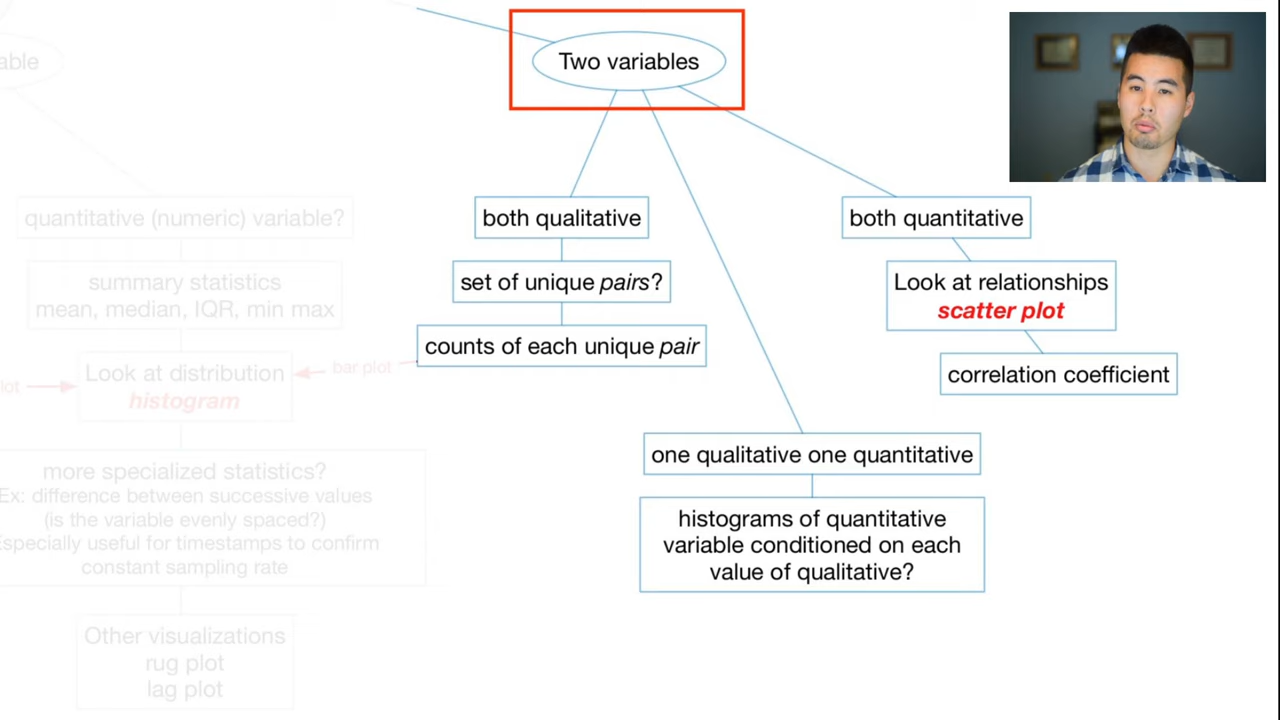 Two variables
able
quantitative (numeric) variable?
both qualitative
both quantitative
summary statistics
mean, median, IQR, min max
set of unique pairs?
Look at relationships
scatter plot
Look at distribution
histogram
bar plot
lot
counts of each unique pair
correlation coefficient
more specialized statistics?
Ex: difference between successive values
(is the variable evenly spaced?)
Especially useful for timestamps to confirm
constant sampling rate
one qualitative one quantitative
histograms of quantitative
variable conditioned on each
value of qualitative?
Other visualizations
rug plot
lag plot